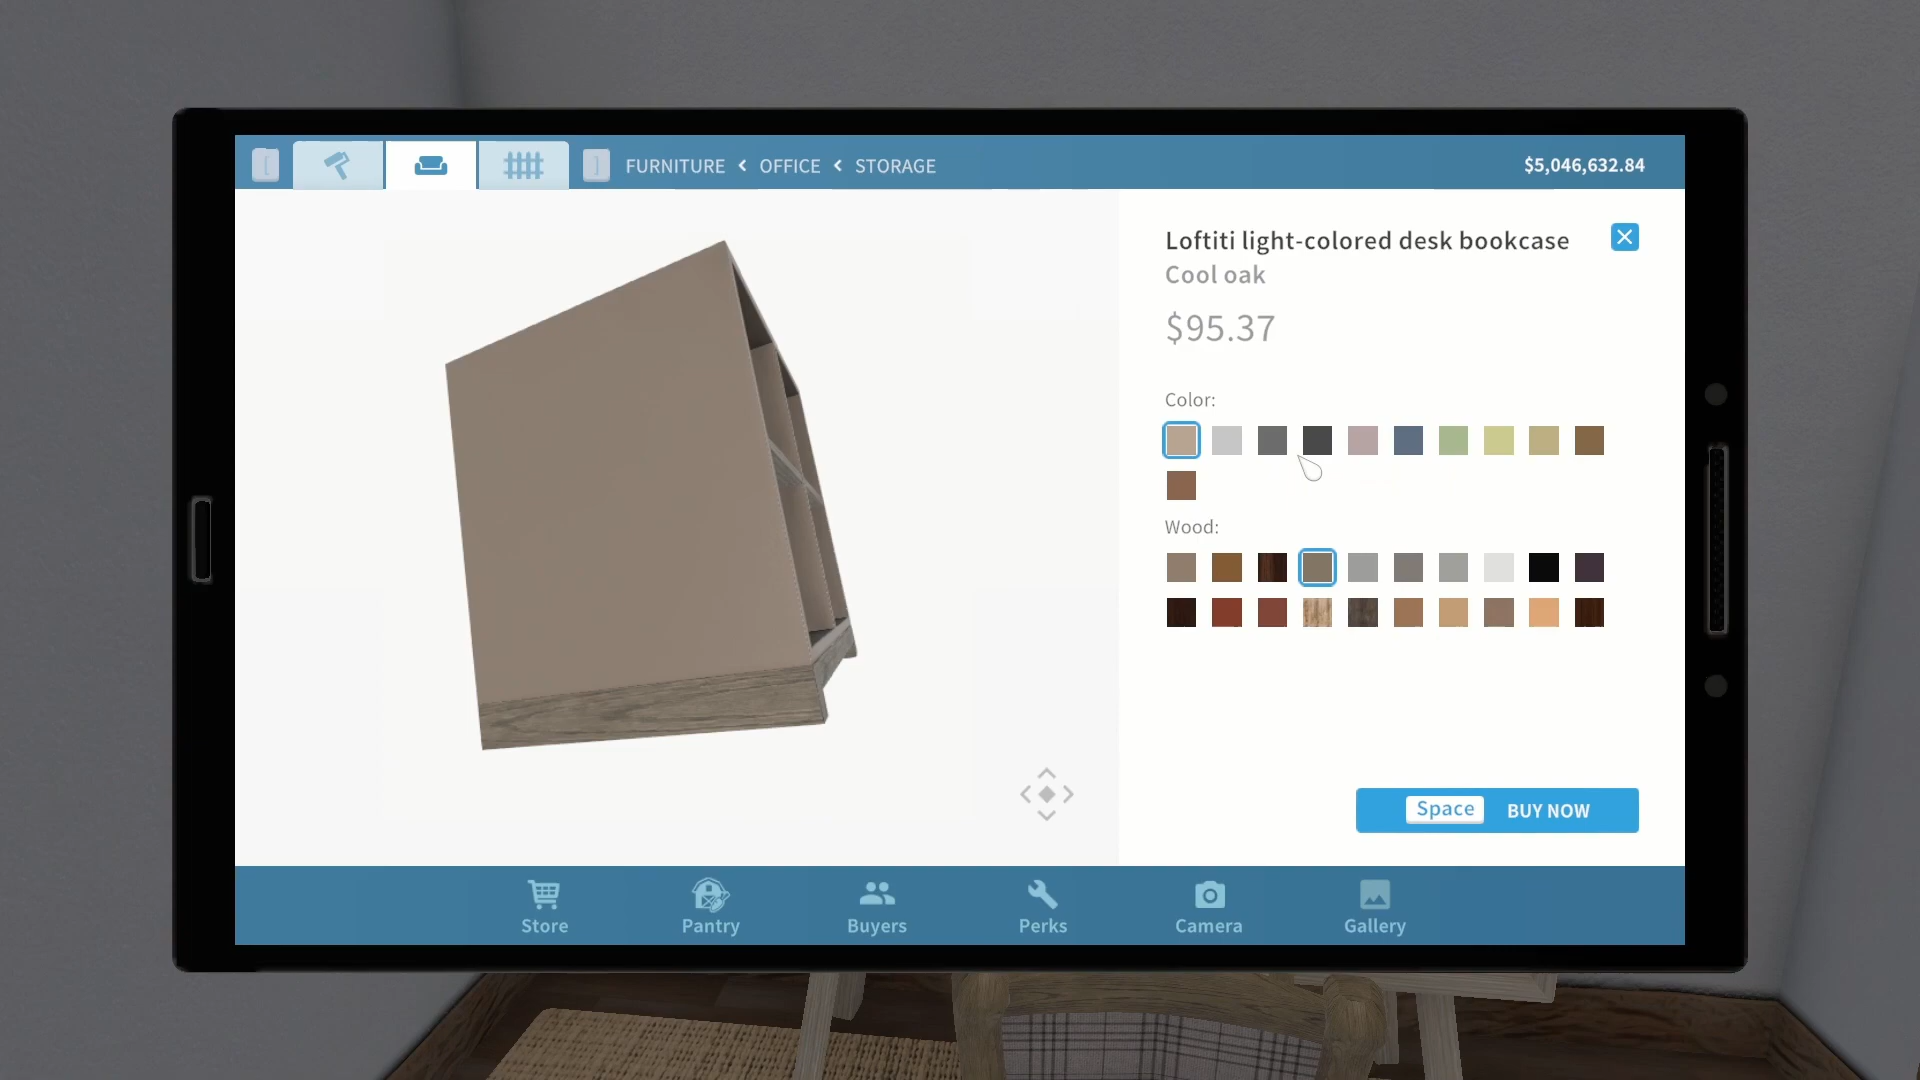 [ ] FURNITURE < OFFICE < STORAGE $5,046,632.84
Loftiti light-colored desk bookcase
Cool oak
$95.37
Color:
Wood:
Space BUY NOW
Store Pantry Buyers Perks Camera Gallery